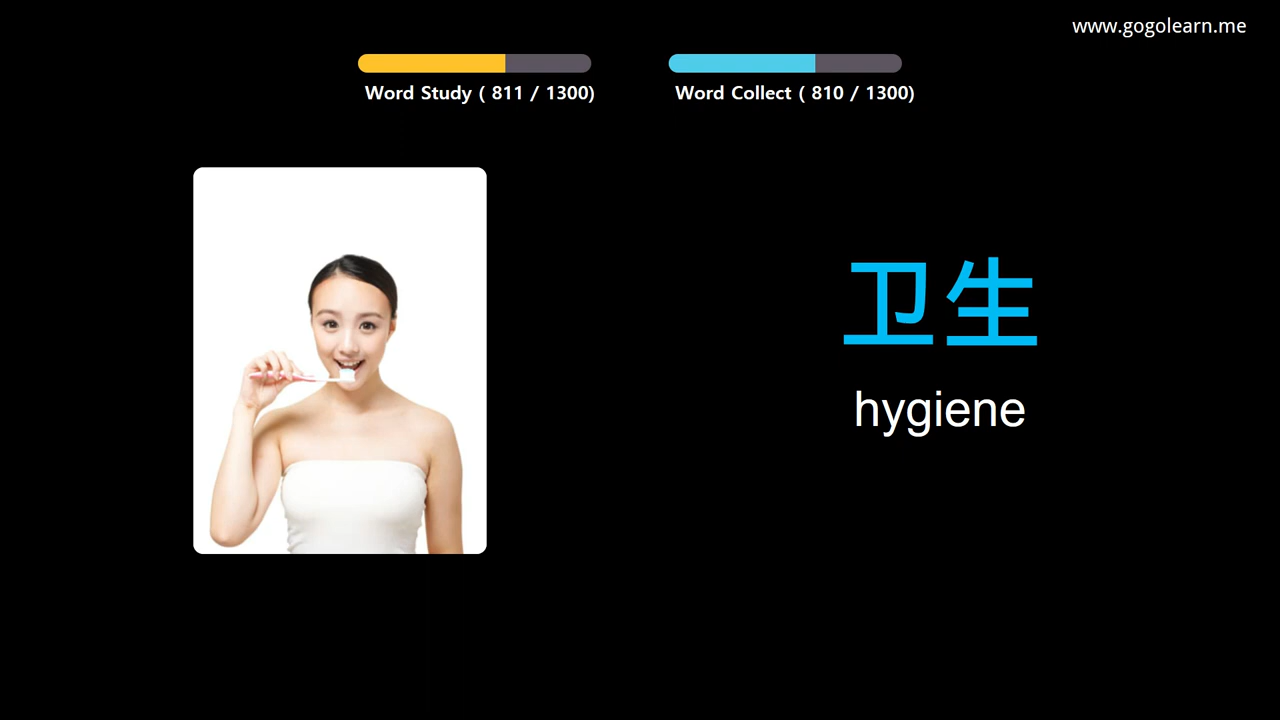 www.gogolearn.me
Word Study ( 811 / 1300)
Word Collect ( 810 / 1300)
卫生
hygiene